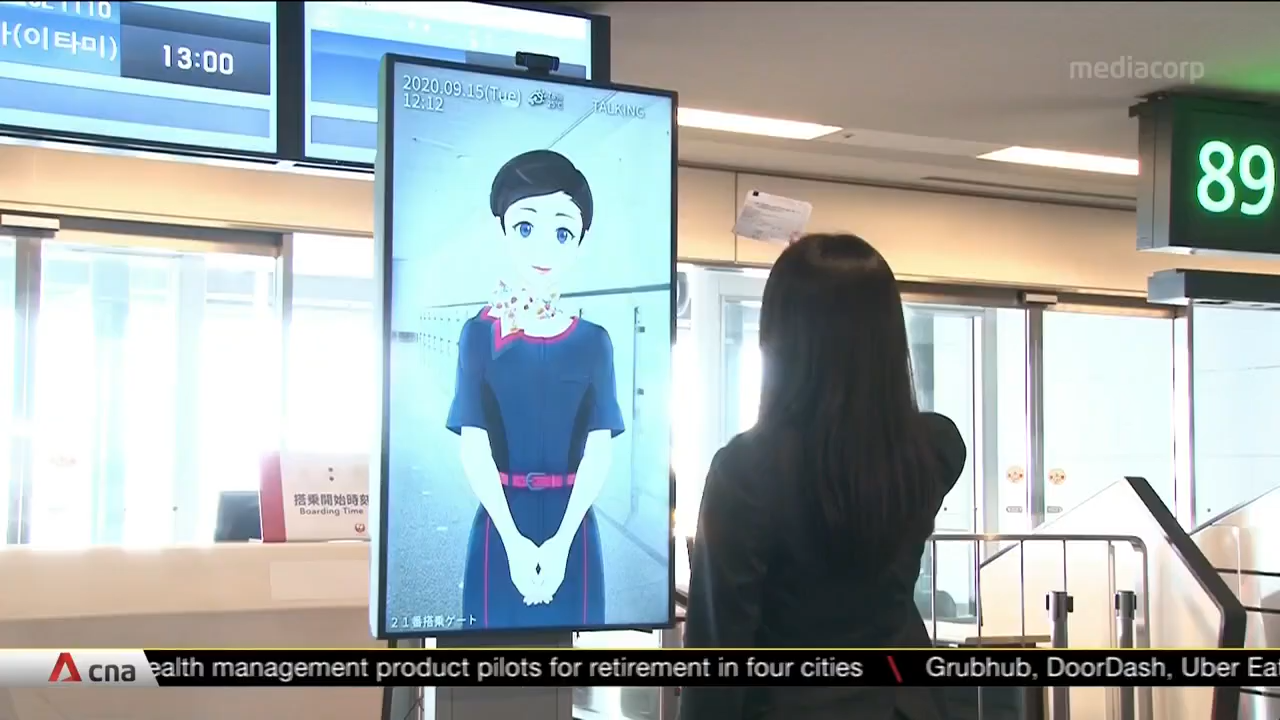 (이타미)
13:00
mediacorp
2020.09.15(Tue)
12:12
TALKING
89
搭乗開始時刻
Boarding Time
21番搭乗ゲート
cna
ealth management product pilots for retirement in four cities \ Grubhub, DoorDash, Uber Eat